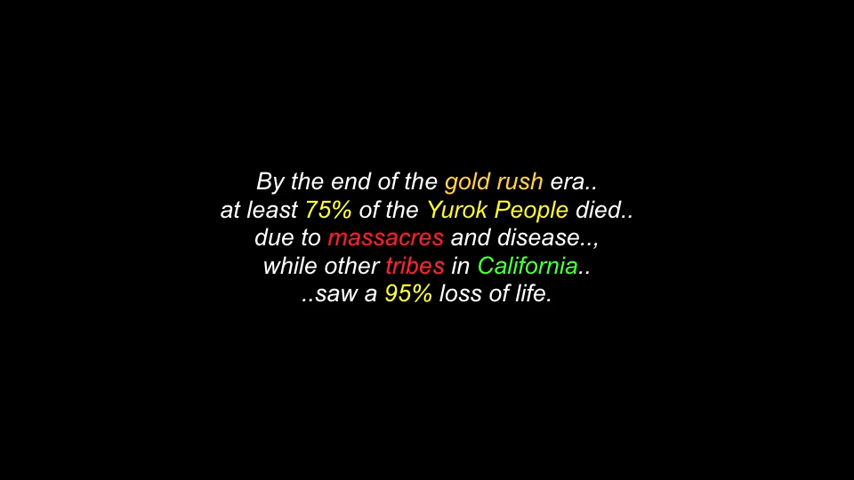 By the end of the gold rush era..
at least 75% of the Yurok People died..
due to massacres and disease..,
while other tribes in California..
..saw a 95% loss of life.